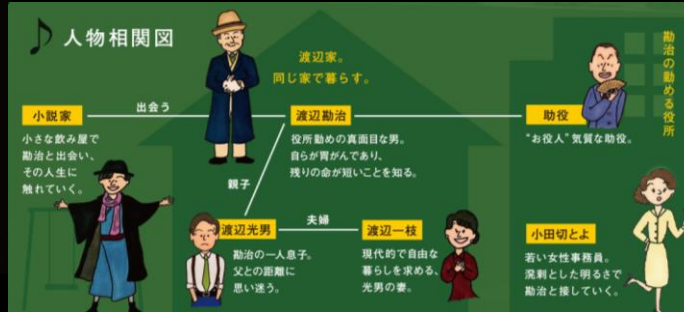 人物相関図
渡辺家。
同じ家で暮らす。
勘治の勤める役所
小説家
出会う
渡辺勘治
助役
小さな飲み屋で
勘治と出会い、
その人生に
触れていく。
役所勤めの真面目な男。
自らが胃がんであり、
残りの命が短いことを知る。
“お役人”気質な助役。
親子
渡辺光男
夫婦
渡辺一枝
小田切とよ
勘治の一人息子。
父との距離に
思い迷う。
現代的で自由な
暮らしを求める、
光男の妻。
若い女性事務員。
溌剌とした明るさで
勘治と接していく。